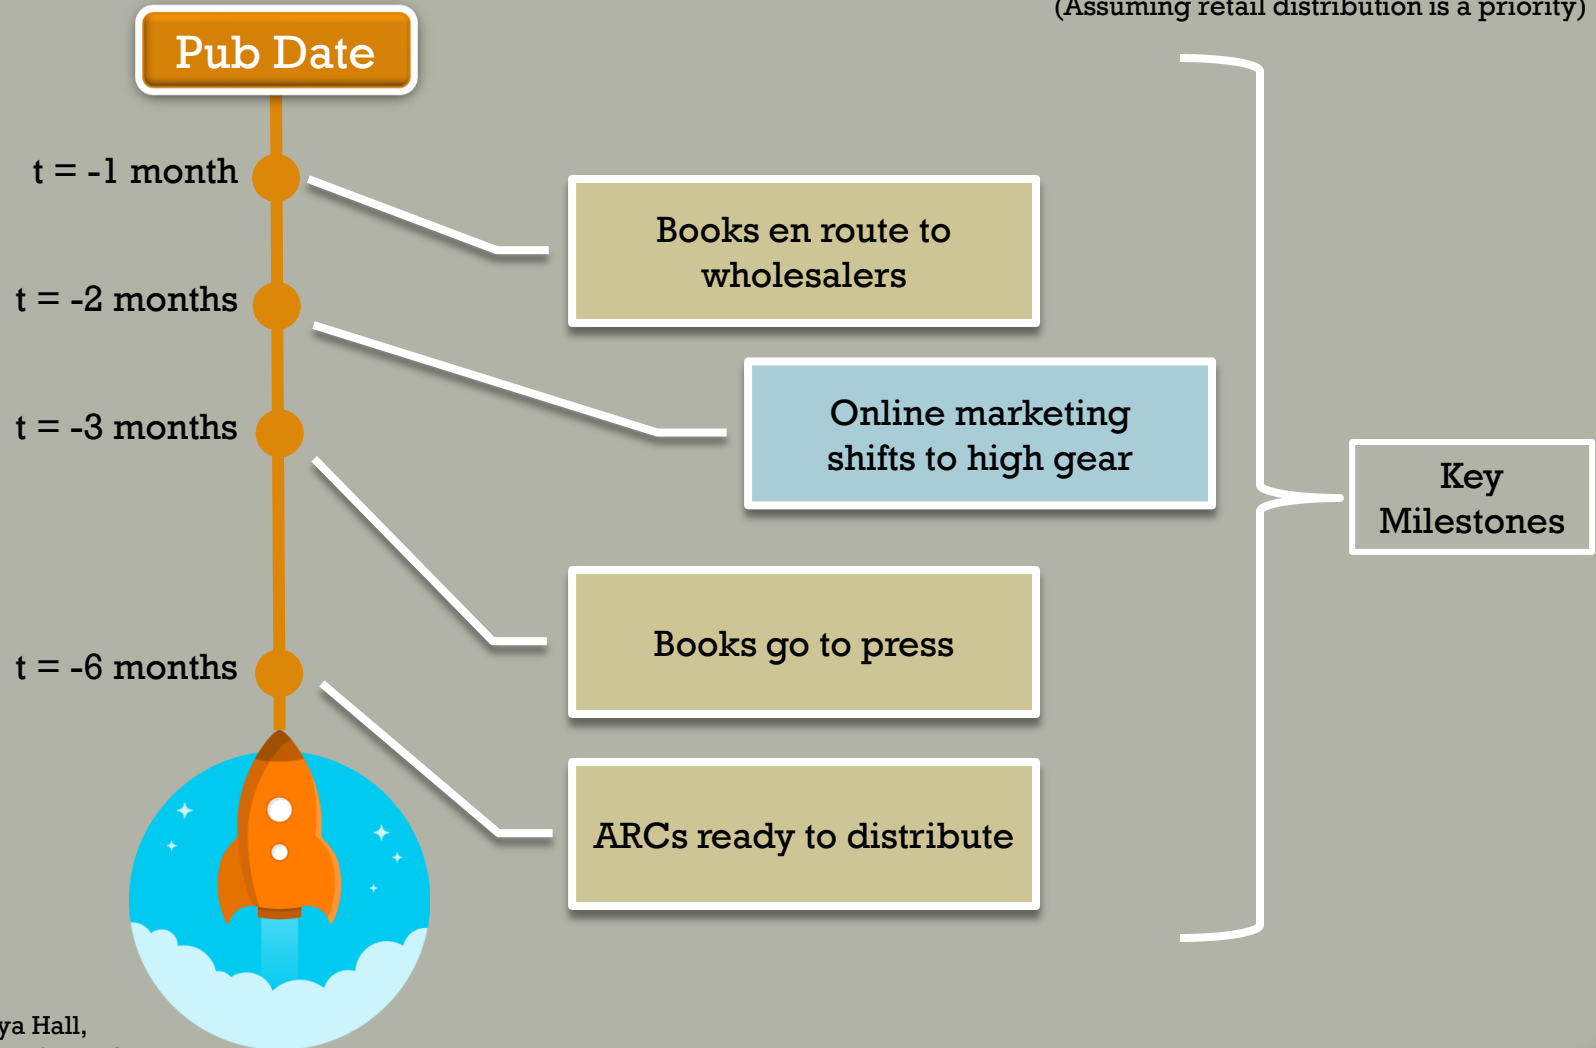 (Assuming retail distribution is a priority)
Pub Date
t = -1 month
Books en route to
wholesalers
t = -2 months
Online marketing
shifts to high gear
t = -3 months
Key
Milestones
Books go to press
t = -6 months
ARCs ready to distribute
Hall,